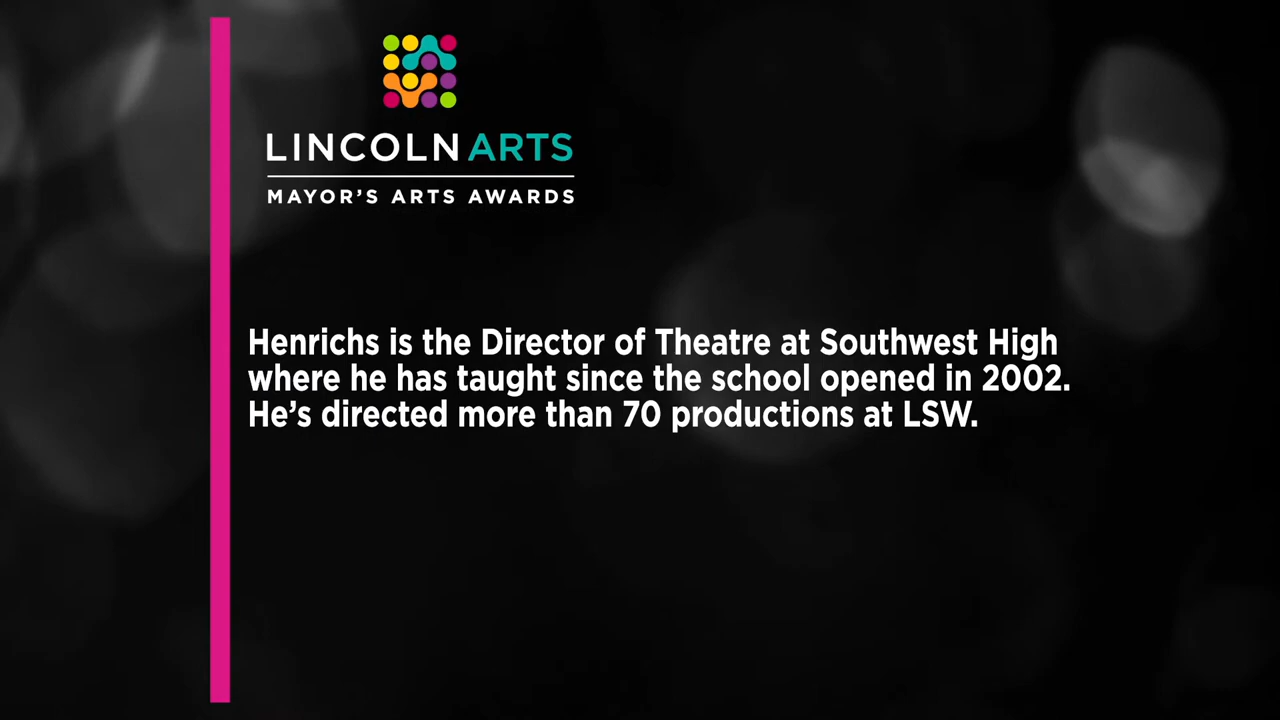 LINCOLN ARTS
MAYOR'S ARTS AWARDS
Henrichs is the Director of Theatre at Southwest High
where he has taught since the school opened in 2002.
He's directed more than 70 productions at LSW.